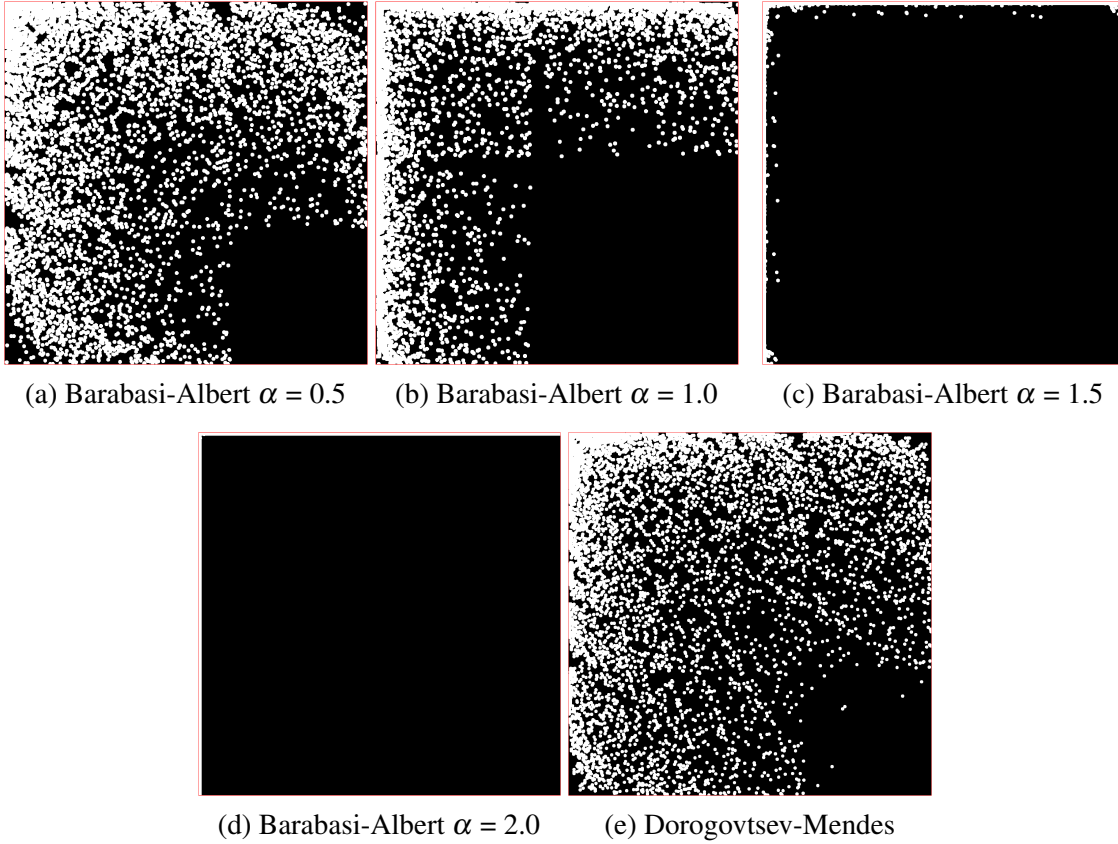 (a) Barabasi-Albert α = 0.5
(b) Barabasi-Albert α = 1.0
(c) Barabasi-Albert α = 1.5
(d) Barabasi-Albert α = 2.0
(e) Dorogovtsev-Mendes